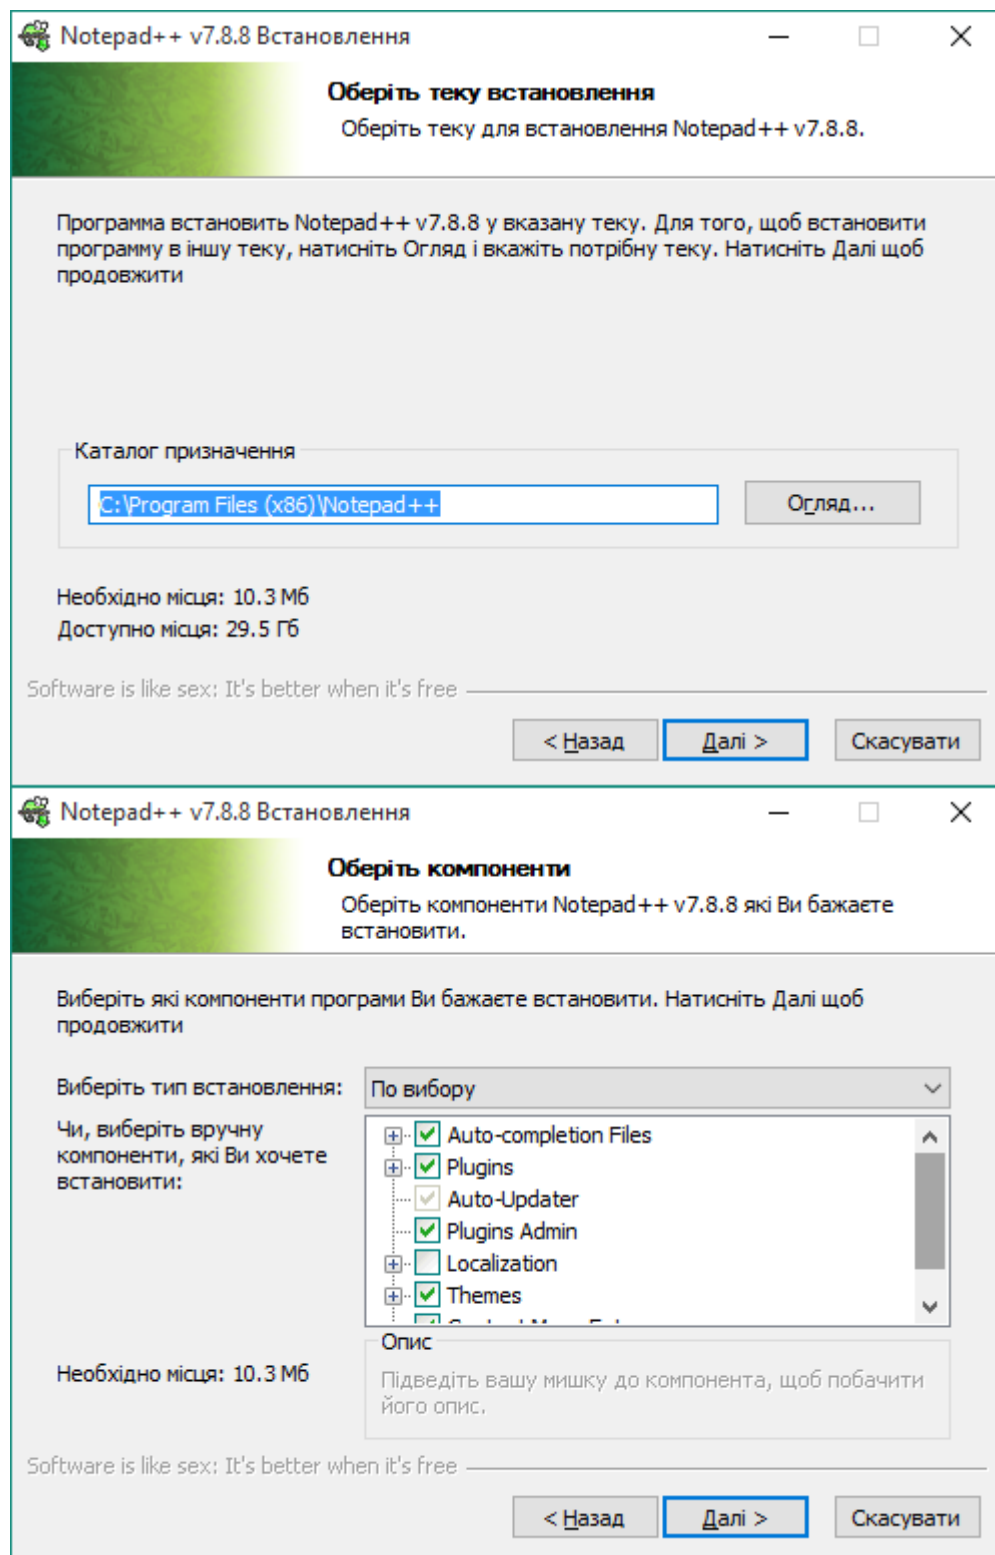 Notepad++ v7.8.8 Встановлення
Оберіть теку встановлення
Оберіть теку для встановлення Notepad++ v7.8.8.
Программа встановить Notepad++ v7.8.8 у вказану теку. Для того, щоб встановити
программу в іншу теку, натисніть Огляд і вкажіть потрібну теку. Натисніть Далі щоб
продовжити
Каталог призначення
C:\Program Files (x86)\Notepad++
Огляд...
Необхідно місця: 10.3 Мб
Доступно місця: 29.5 Гб
Software is like sex: It's better when it's free
< Назад
Далі >
Скасувати
Notepad++ v7.8.8 Встановлення
Оберіть компоненти
Оберіть компоненти Notepad++ v7.8.8 які Ви бажаєте
встановити.
Виберіть які компоненти програми Ви бажаєте встановити. Натисніть Далі щоб
продовжити
Виберіть тип встановлення:
По вибору
Чи, виберіть вручну
компоненти, які Ви хочете
встановити:
Auto-completion Files
Plugins
Auto-Updater
Plugins Admin
Localization
Themes
Необхідно місця: 10.3 Мб
Опис
Підведіть вашу мишку до компонента, щоб побачити
його опис.
Software is like sex: It's better when it's free
< Назад
Далі >
Скасувати